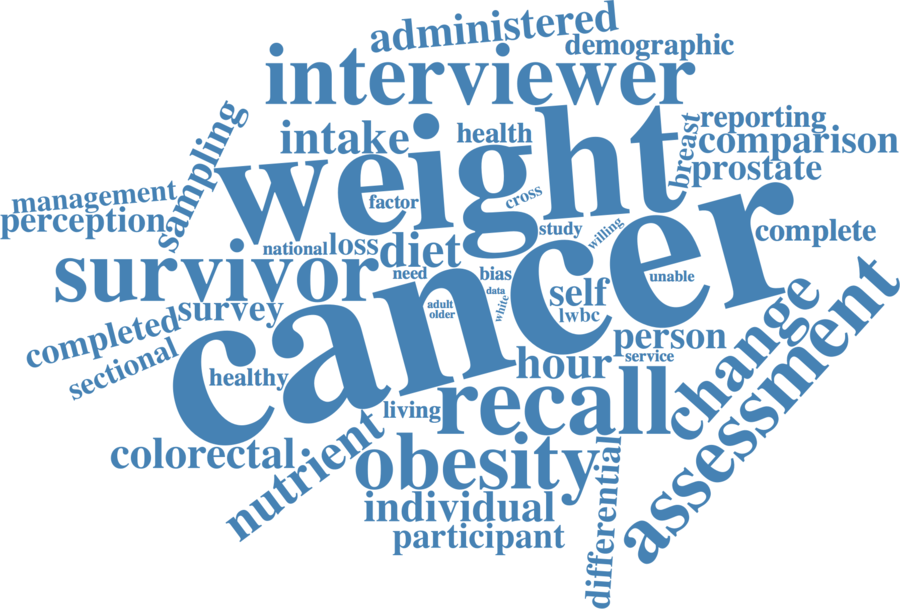 administered
demographic
interviewer
sampling
intake
health
weight
breast
reporting
comparison
prostate
management
perception
factor
cross
study
willing
complete
national
loss
diet
survivor
need
bias
unable
cancer
data
white
self
lwbc
adult
older
survey
completed
sectional
person
service
hour
change
assessment
healthy
living
recall
colorectal
nutrient
obesity
individual
participant
differential